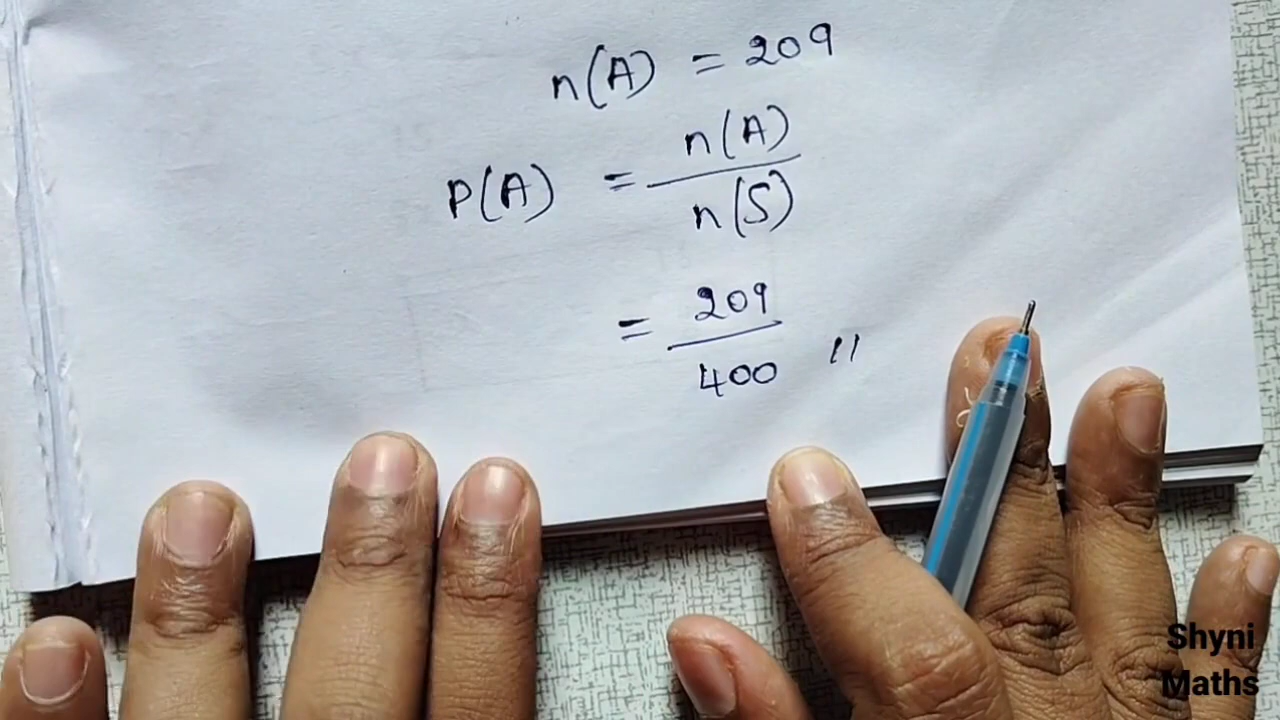 n(A) = 209
P(A) = n(A) / n(S)
= 209 / 400 //
Shyni
Maths